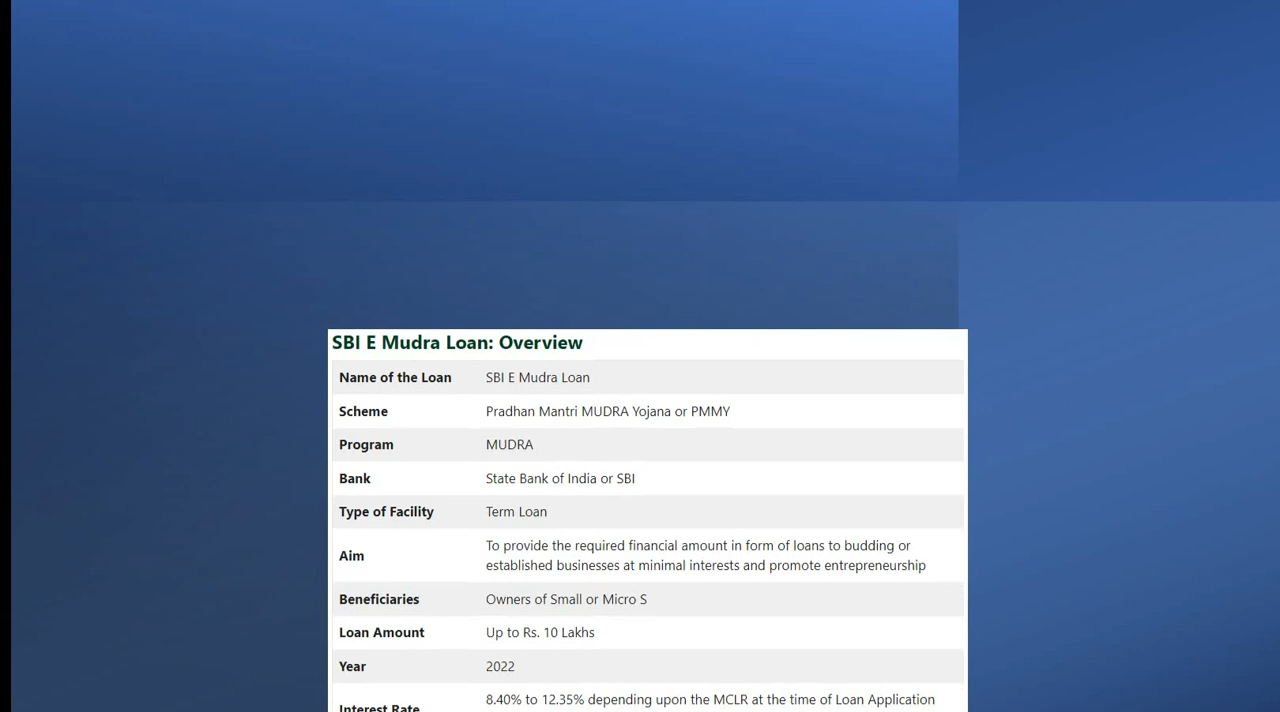 SBI E Mudra Loan: Overview
Name of the Loan SBI E Mudra Loan
Scheme Pradhan Mantri MUDRA Yojana or PMMY
Program MUDRA
Bank State Bank of India or SBI
Type of Facility Term Loan
Aim To provide the required financial amount in form of loans to budding or
established businesses at minimal interests and promote entrepreneurship
Beneficiaries Owners of Small or Micro S
Loan Amount Up to Rs. 10 Lakhs
Year 2022
Interest Rate 8.40% to 12.35% depending upon the MCLR at the time of Loan Application